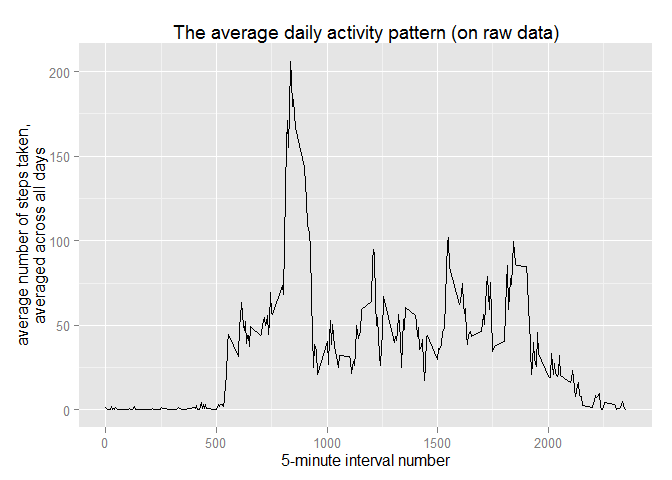 The average daily activity pattern (on raw data)
average number of steps taken,
averaged across all days
200
150
100
50
0
0
500
1000
1500
2000
5-minute interval number